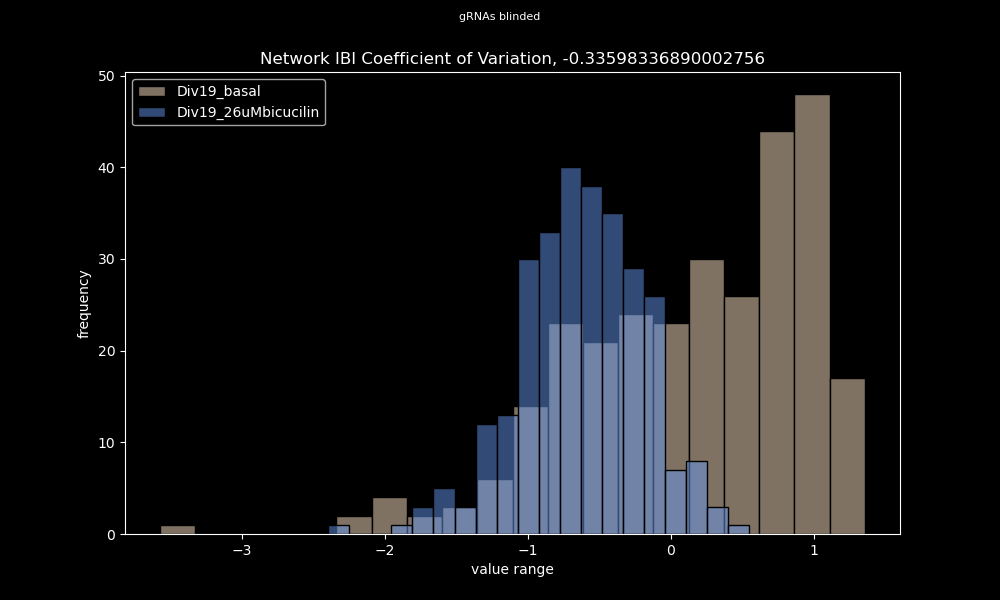 gRNAs blinded
Network IBI Coefficient of Variation, -0.33598336890002756
Div19_basal
Div19_26uMbicucilin
frequency
50
40
30
20
10
0
−3
−2
−1
0
1
value range